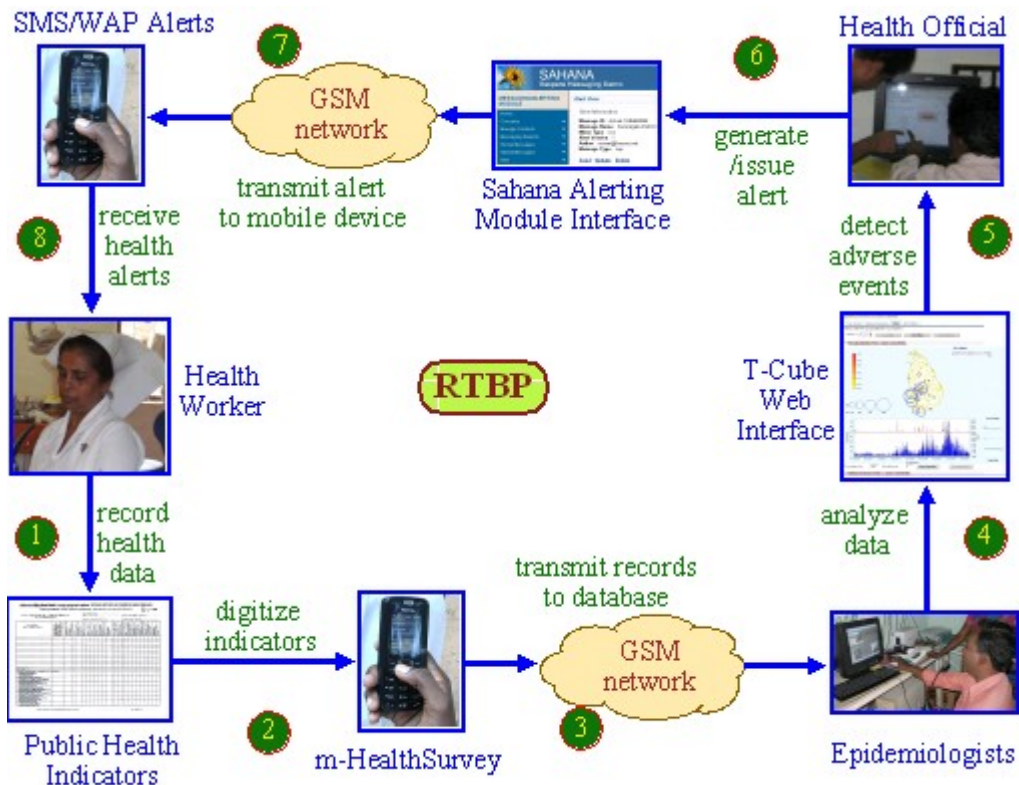 SMS/WAP Alerts
7
GSM
network
transmit alert
to mobile device
SAHANA
Sahana Alerting
Module Interface
6
generate
/issue
alert
Health Official
8
receive
health
alerts
5
detect
adverse
events
Health
Worker
RTBP
T-Cube
Web
Interface
1
record
health
data
4
analyze
data
digitize
indicators
transmit records
to database
GSM
network
2
3
Public Health
Indicators
m-HealthSurvey
Epidemiologists